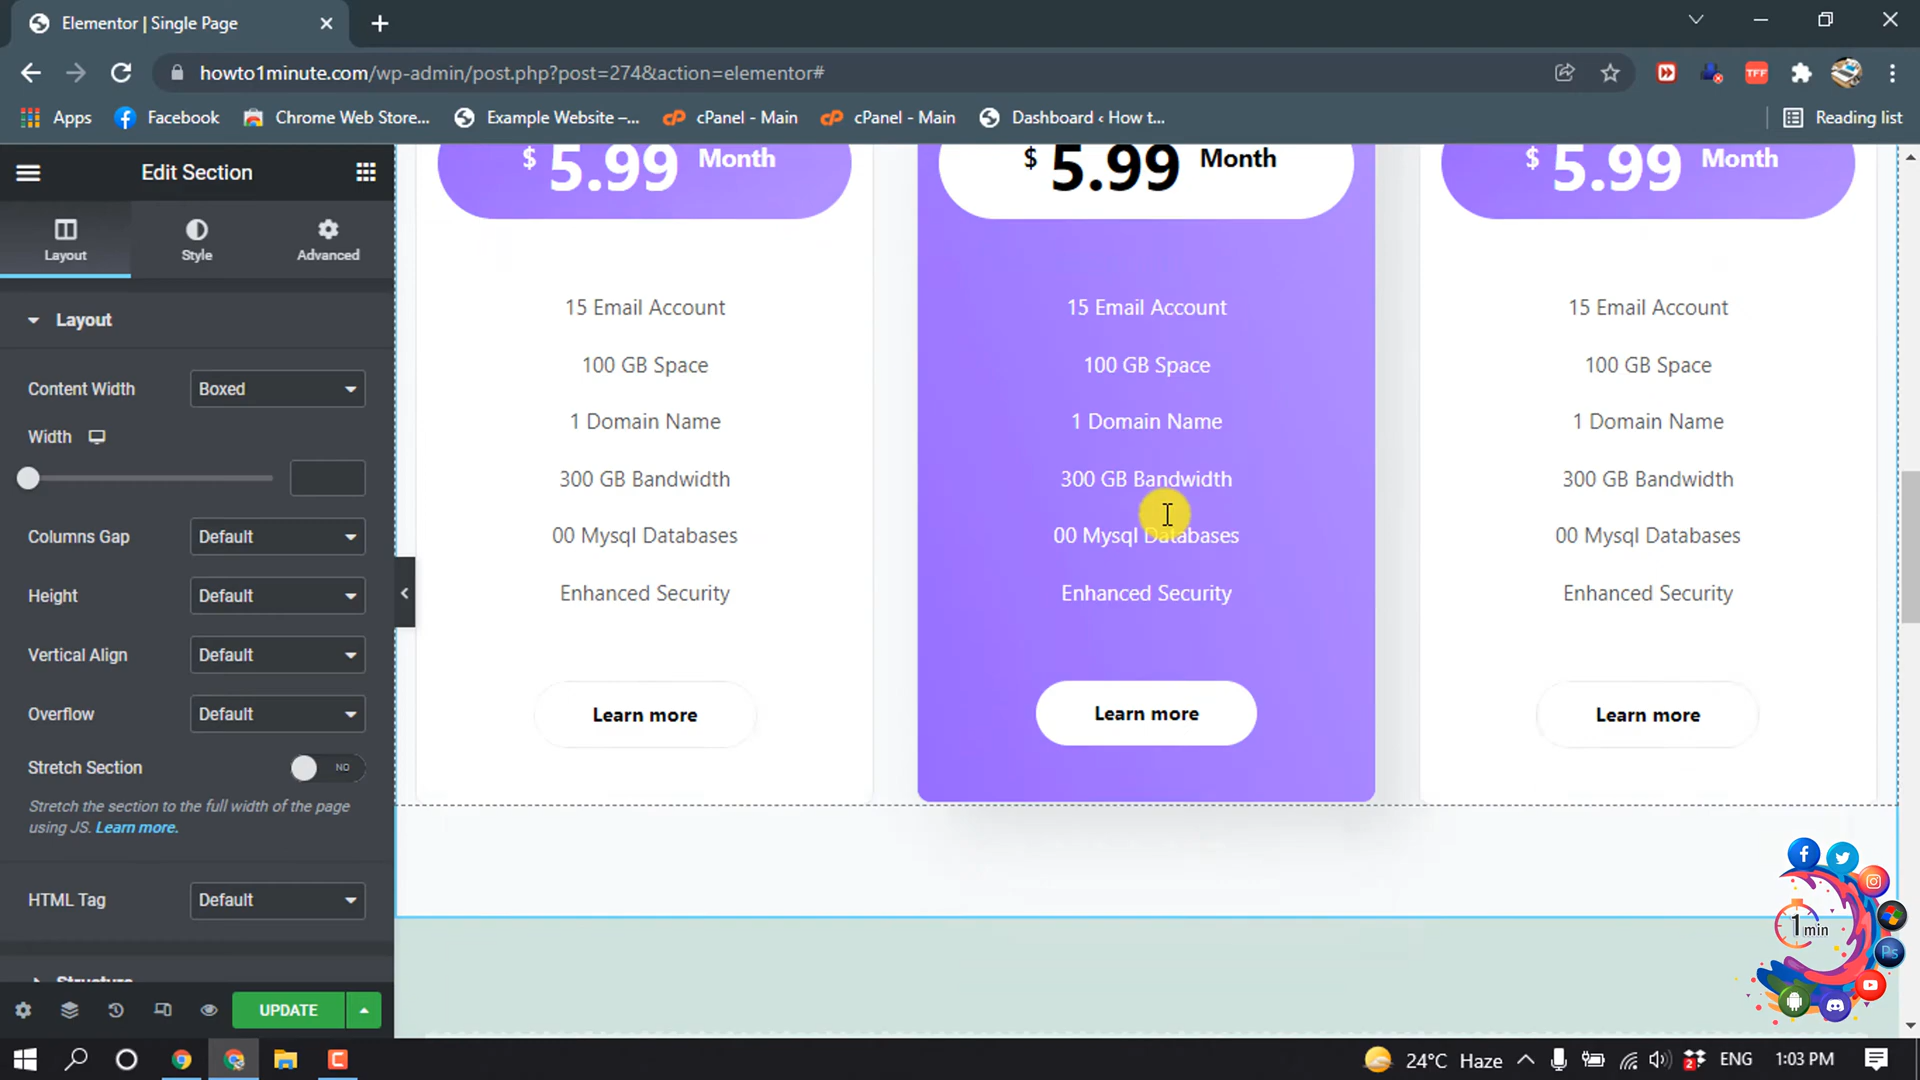 Elementor | Single Page
howto1minute.com/wp-admin/post.php?post=274&action=elementor#
Apps
Facebook
Chrome Web Store...
Example Website –...
cPanel - Main
cPanel - Main
Dashboard ‹ How t...
Reading list
Edit Section
Layout
Style
Advanced
Layout
Content Width
Boxed
Width
Columns Gap
Default
Height
Default
Vertical Align
Default
Overflow
Default
Stretch Section
NO
Stretch the section to the full width of the page
using JS. Learn more.
HTML Tag
Default
Structure
UPDATE
$ 5.99 Month
15 Email Account
100 GB Space
1 Domain Name
300 GB Bandwidth
00 Mysql Databases
Enhanced Security
Learn more
$ 5.99 Month
15 Email Account
100 GB Space
1 Domain Name
300 GB Bandwidth
00 Mysql Databases
Enhanced Security
Learn more
$ 5.99 Month
15 Email Account
100 GB Space
1 Domain Name
300 GB Bandwidth
00 Mysql Databases
Enhanced Security
Learn more
1 min
Ps
24°C Haze
ENG
1:03 PM